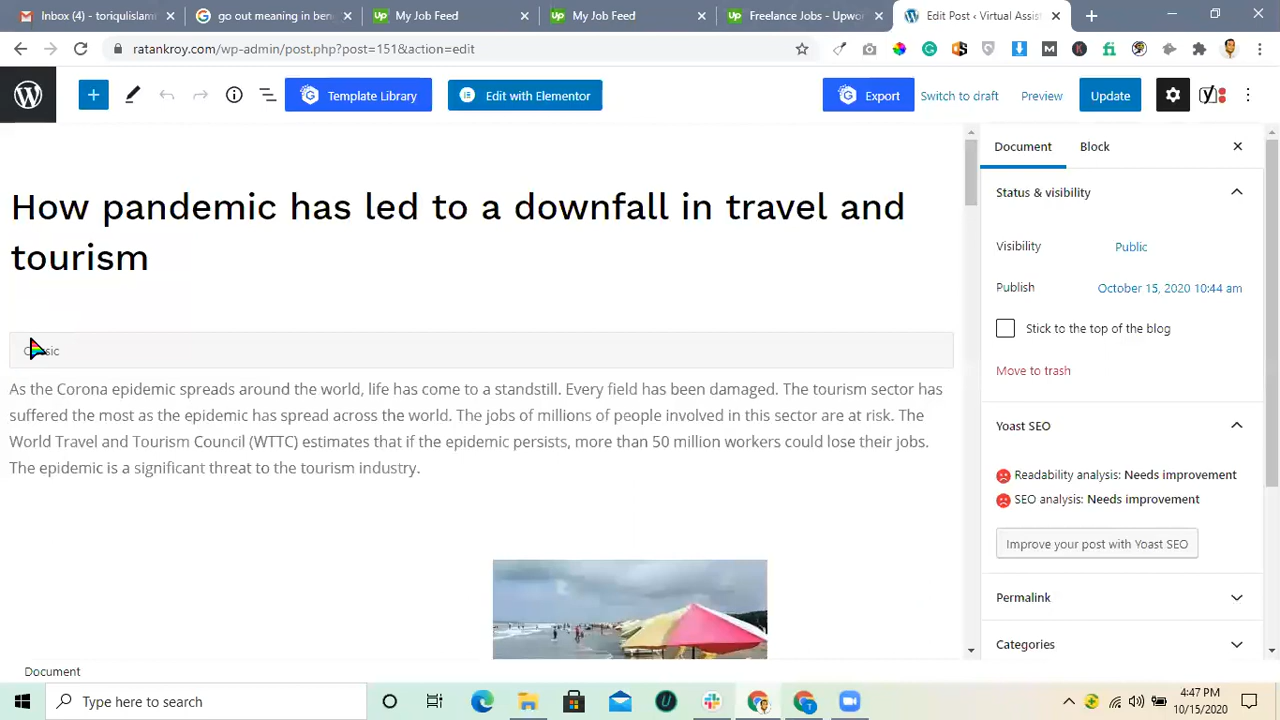 Inbox (4) - toriqulislam
go out meaning in ben
My Job Feed
My Job Feed
Freelance Jobs - Upwo
Edit Post ‹ Virtual Assist
ratankroy.com/wp-admin/post.php?post=151&action=edit
Template Library
Edit with Elementor
Export
Switch to draft
Preview
Update
How pandemic has led to a downfall in travel and
tourism
As the Corona epidemic spreads around the world, life has come to a standstill. Every field has been damaged. The tourism sector has
suffered the most as the epidemic has spread across the world. The jobs of millions of people involved in this sector are at risk. The
World Travel and Tourism Council (WTTC) estimates that if the epidemic persists, more than 50 million workers could lose their jobs.
The epidemic is a significant threat to the tourism industry.
Document
Block
Status & visibility
Visibility
Public
Publish
October 15, 2020 10:44 am
Stick to the top of the blog
Move to trash
Yoast SEO
Readability analysis: Needs improvement
SEO analysis: Needs improvement
Improve your post with Yoast SEO
Permalink
Categories
Document
Type here to search
4:47 PM
10/15/2020